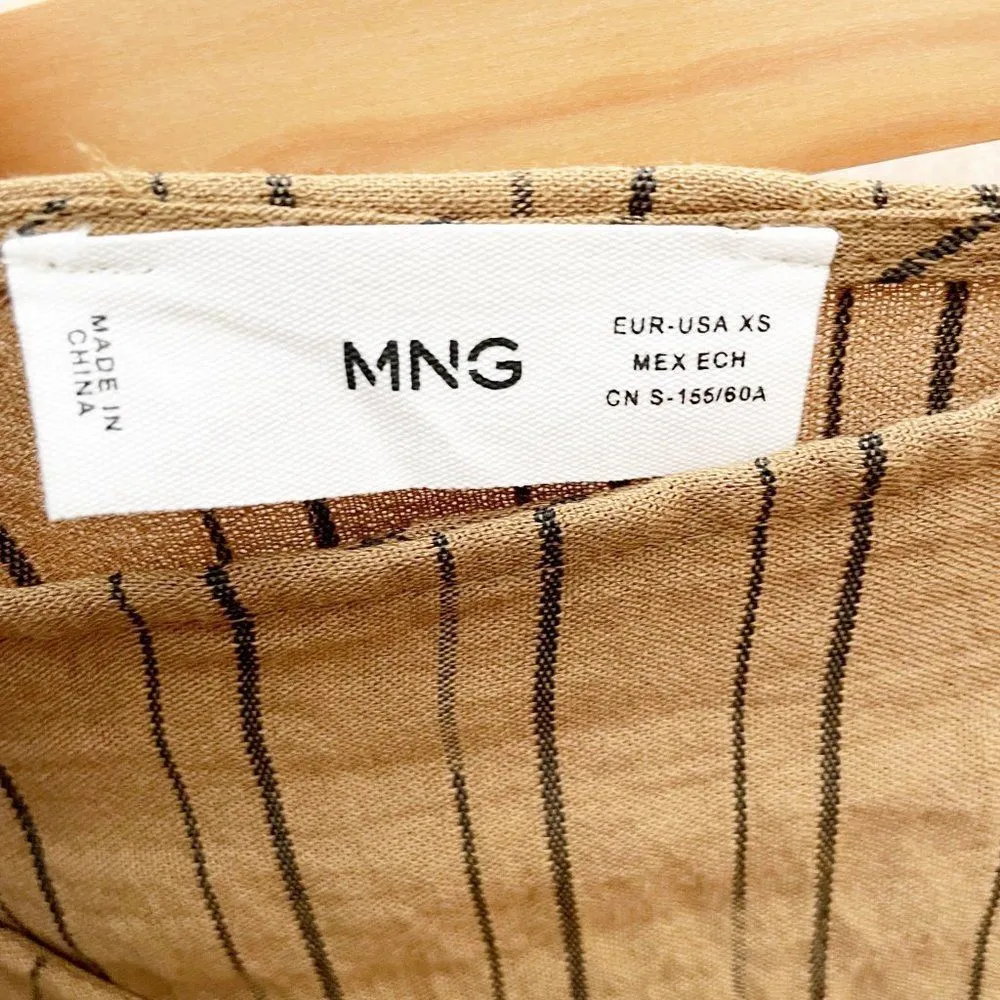 MADE IN
CHINA
MNG
EUR-USA XS
MEX ECH
CN S-155/60A